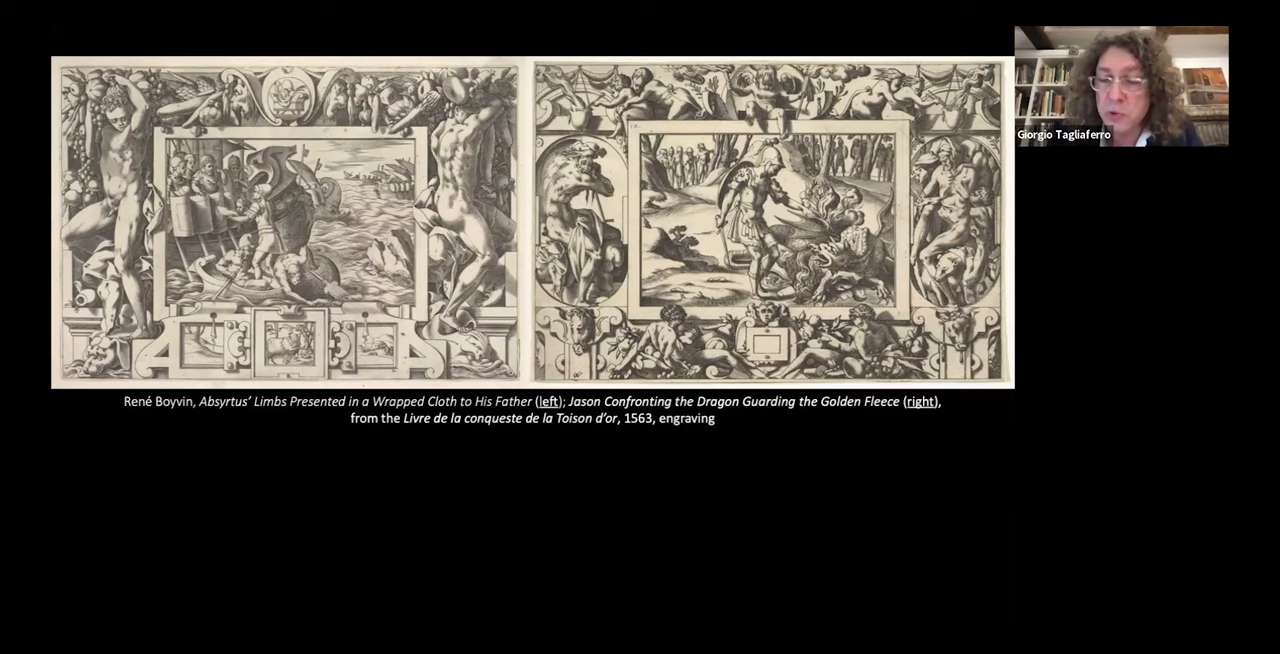 Giorgio Tagliaferro
René Boyvin, Absyrtus' Limbs Presented in a Wrapped Cloth to His Father (left); Jason Confronting the Dragon Guarding the Golden Fleece (right),
from the Livre de la conqueste de la Toison d'or, 1563, engraving